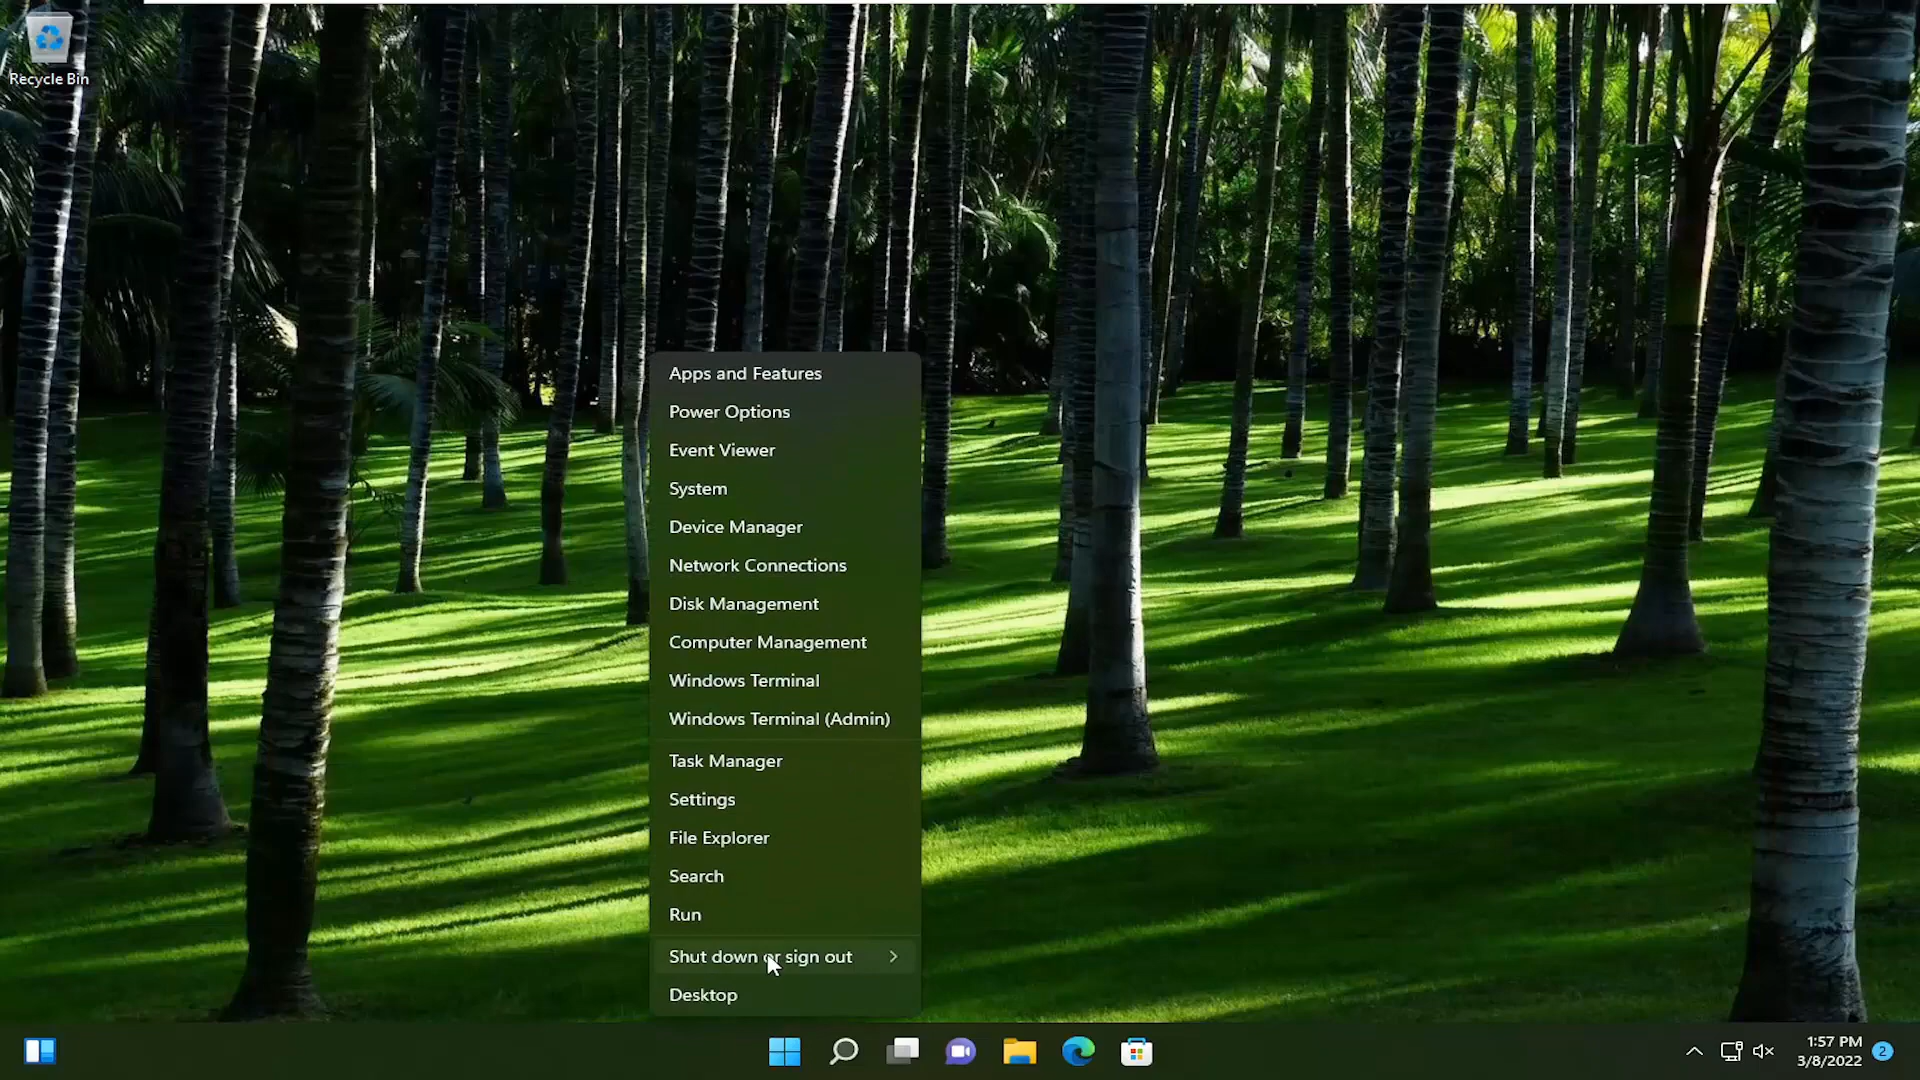 Recycle Bin
Apps and Features
Power Options
Event Viewer
System
Device Manager
Network Connections
Disk Management
Computer Management
Windows Terminal
Windows Terminal (Admin)
Task Manager
Settings
File Explorer
Search
Run
Shut down or sign out
Desktop
1:57 PM
3/8/2022
2